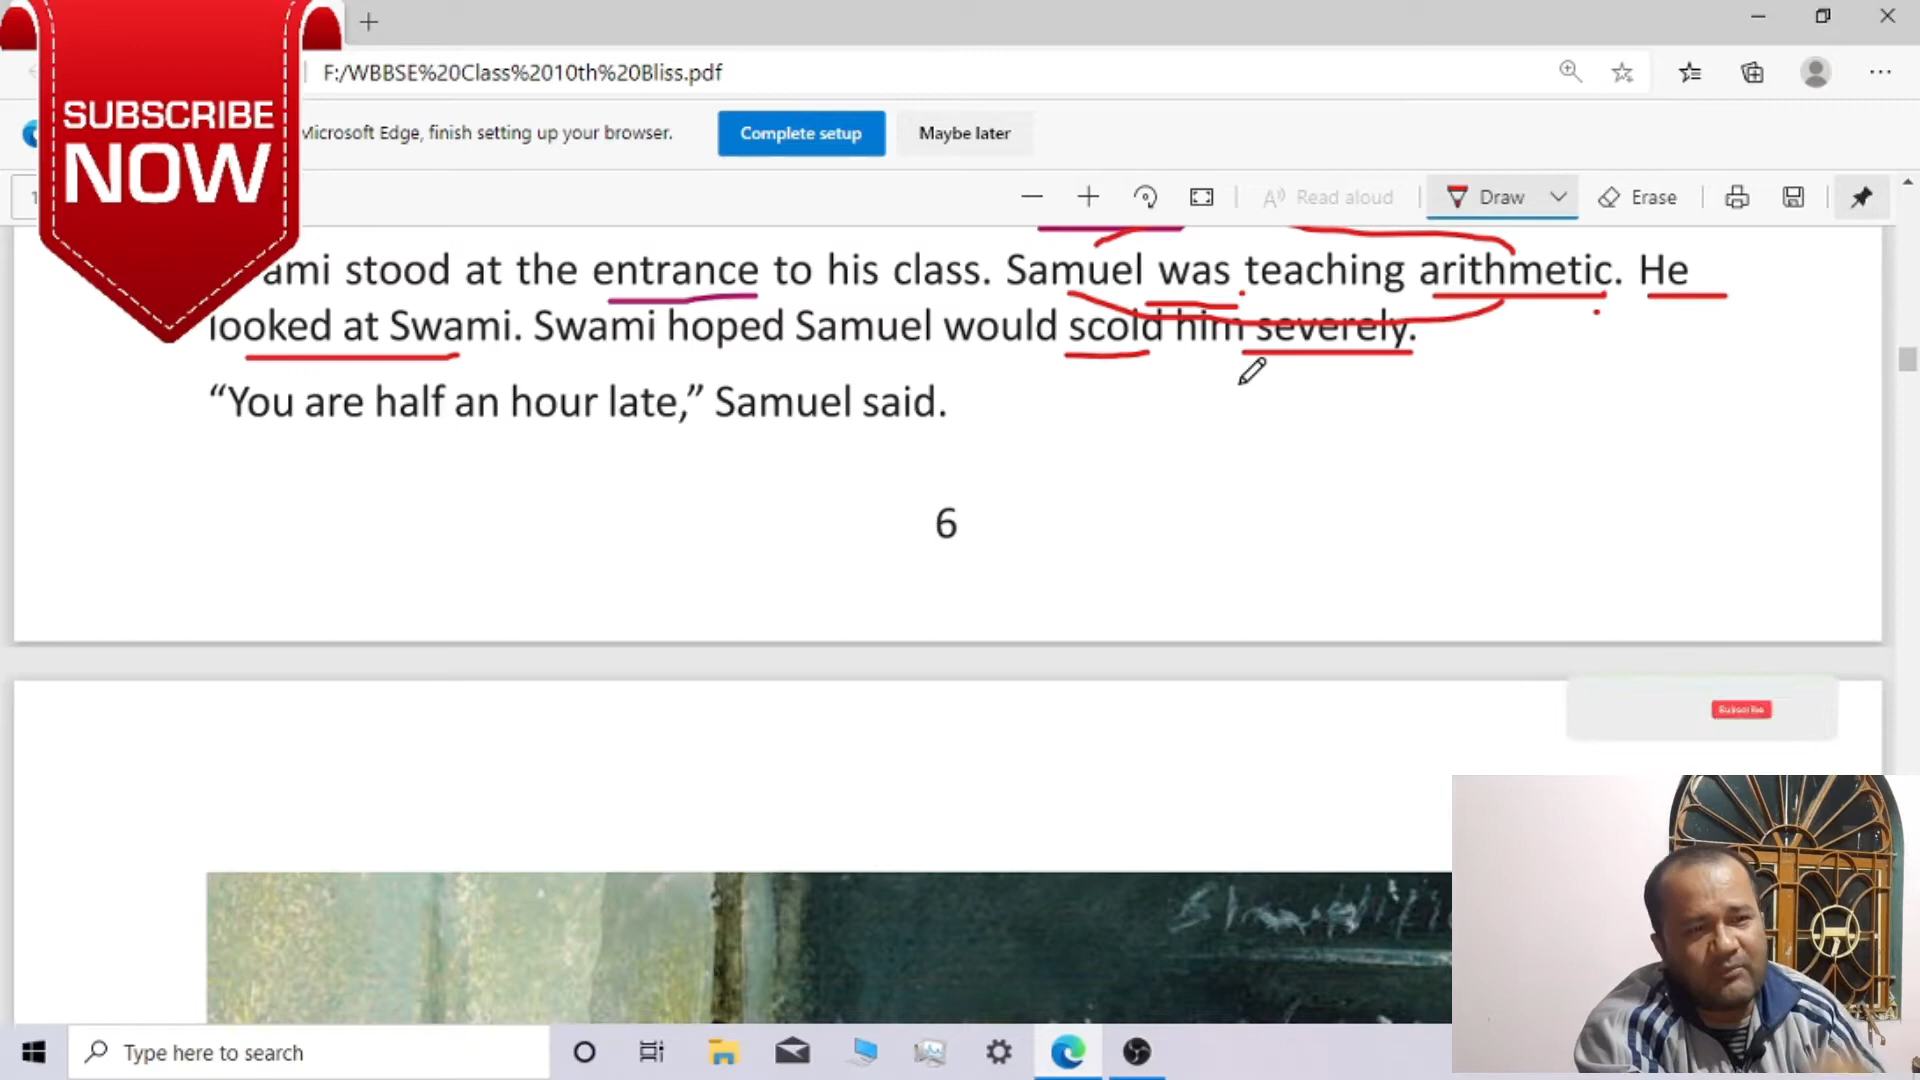 F:/WBBSE%20Class%2010th%20Bliss.pdf
SUBSCRIBE
NOW
Microsoft Edge, finish setting up your browser.
Complete setup
Maybe later
Read aloud
Draw
Erase
ami stood at the entrance to his class. Samuel was teaching arithmetic. He
looked at Swami. Swami hoped Samuel would scold him severely.
“You are half an hour late,” Samuel said.
6
Subscribe
Type here to search